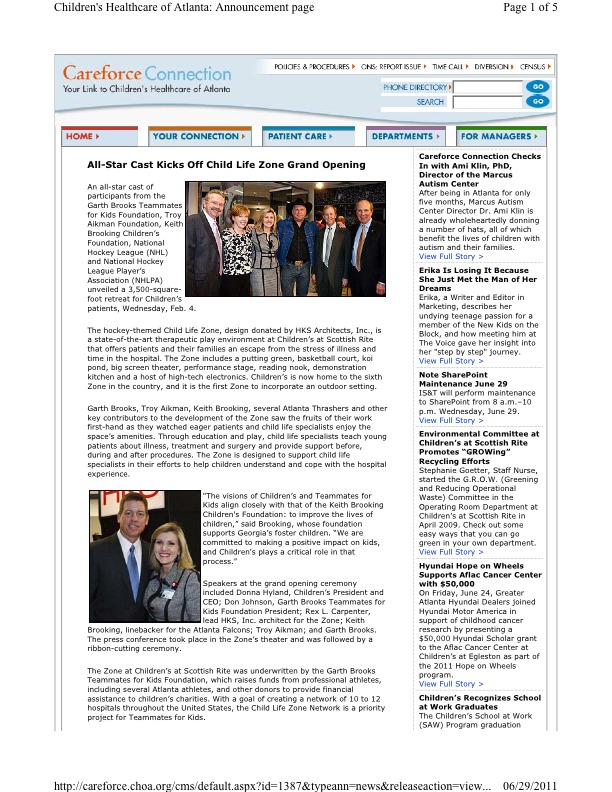 Children's Healthcare of Atlanta: Announcement page
Page 1 of 5
Careforce Connection
Your Link to Children's Healthcare of Atlanta
POLICIES & PROCEDURES
ONS: REPORT ISSUE
TIME CALL
DIVERSION
CENSUS
PHONE DIRECTORY
GO
SEARCH
GO
HOME
YOUR CONNECTION
PATIENT CARE
DEPARTMENTS
FOR MANAGERS
All-Star Cast Kicks Off Child Life Zone Grand Opening
An all-star cast of
participants from the
Garth Brooks Teammates
for Kids Foundation, Troy
Aikman Foundation, Keith
Brooking Children's
Foundation, National
Hockey League (NHL)
and National Hockey
League Player's
Association (NHLPA)
unveiled a 3,500-square-
foot retreat for Children's
patients, Wednesday, Feb. 4.
The hockey-themed Child Life Zone, design donated by HKS Architects, Inc., is
a state-of-the-art therapeutic play environment at Children's at Scottish Rite
that offers patients and their families an escape from the stress of illness and
time in the hospital. The Zone includes a putting green, basketball court, koi
pond, big screen theater, performance stage, reading nook, demonstration
kitchen and a host of high-tech electronics. Children's is now home to the sixth
Zone in the country, and it is the first Zone to incorporate an outdoor setting.
Garth Brooks, Troy Aikman, Keith Brooking, several Atlanta Thrashers and other
key contributors to the development of the Zone saw the fruits of their work
first-hand as they watched eager patients and child life specialists enjoy the
space's amenities. Through education and play, child life specialists teach young
patients about illness, treatment and surgery and provide support before,
during and after procedures. The Zone is designed to support child life
specialists in their efforts to help children understand and cope with the hospital
experience.
"The visions of Children's and Teammates for
Kids align closely with that of the Keith Brooking
Children's Foundation: to improve the lives of
children," said Brooking, whose foundation
supports Georgia's foster children. "We are
committed to making a positive impact on kids,
and Children's plays a critical role in that
process."
Speakers at the grand opening ceremony
included Donna Hyland, Children's President and
CEO; Don Johnson, Garth Brooks Teammates for
Kids Foundation President; Rex L. Carpenter,
lead HKS, Inc. architect for the Zone; Keith
Brooking, linebacker for the Atlanta Falcons; Troy Aikman; and Garth Brooks.
The press conference took place in the Zone's theater and was followed by a
ribbon-cutting ceremony.
The Zone at Children's at Scottish Rite was underwritten by the Garth Brooks
Teammates for Kids Foundation, which raises funds from professional athletes,
including several Atlanta athletes, and other donors to provide financial
assistance to children's charities. With a goal of creating a network of 10 to 12
hospitals throughout the United States, the Child Life Zone Network is a priority
project for Teammates for Kids.
Careforce Connection Checks
In with Ami Klin, PhD,
Director of the Marcus
Autism Center
After being in Atlanta for only
five months, Marcus Autism
Center Director Dr. Ami Klin is
already wholeheartedly donning
a number of hats, all of which
benefit the lives of children with
autism and their families.
View Full Story >
Erika Is Losing It Because
She Just Met the Man of Her
Dreams
Erika, a Writer and Editor in
Marketing, describes her
undying teenage passion for a
member of the New Kids on the
Block, and how meeting him at
The Voice gave her insight into
her "step by step" journey.
View Full Story >
Note SharePoint
Maintenance June 29
IS&T will perform maintenance
to SharePoint from 8 a.m.–10
p.m. Wednesday, June 29.
View Full Story >
Environmental Committee at
Children's at Scottish Rite
Promotes "GROWing"
Recycling Efforts
Stephanie Goetter, Staff Nurse,
started the G.R.O.W. (Greening
and Reducing Operational
Waste) Committee in the
Operating Room Department at
Children's at Scottish Rite in
April 2009. Check out some
easy ways that you can go
green in your own department.
View Full Story >
Hyundai Hope on Wheels
Supports Aflac Cancer Center
with $50,000
On Friday, June 24, Greater
Atlanta Hyundai Dealers joined
Hyundai Motor America in
support of childhood cancer
research by presenting a
$50,000 Hyundai Scholar grant
to the Aflac Cancer Center at
Children's at Egleston as part of
the 2011 Hope on Wheels
program.
View Full Story >
Children's Recognizes School
at Work Graduates
The Children's School at Work
(SAW) Program graduation
http://careforce.choa.org/cms/default.aspx?id=1387&typeann=news&releaseaction=view...
06/29/2011